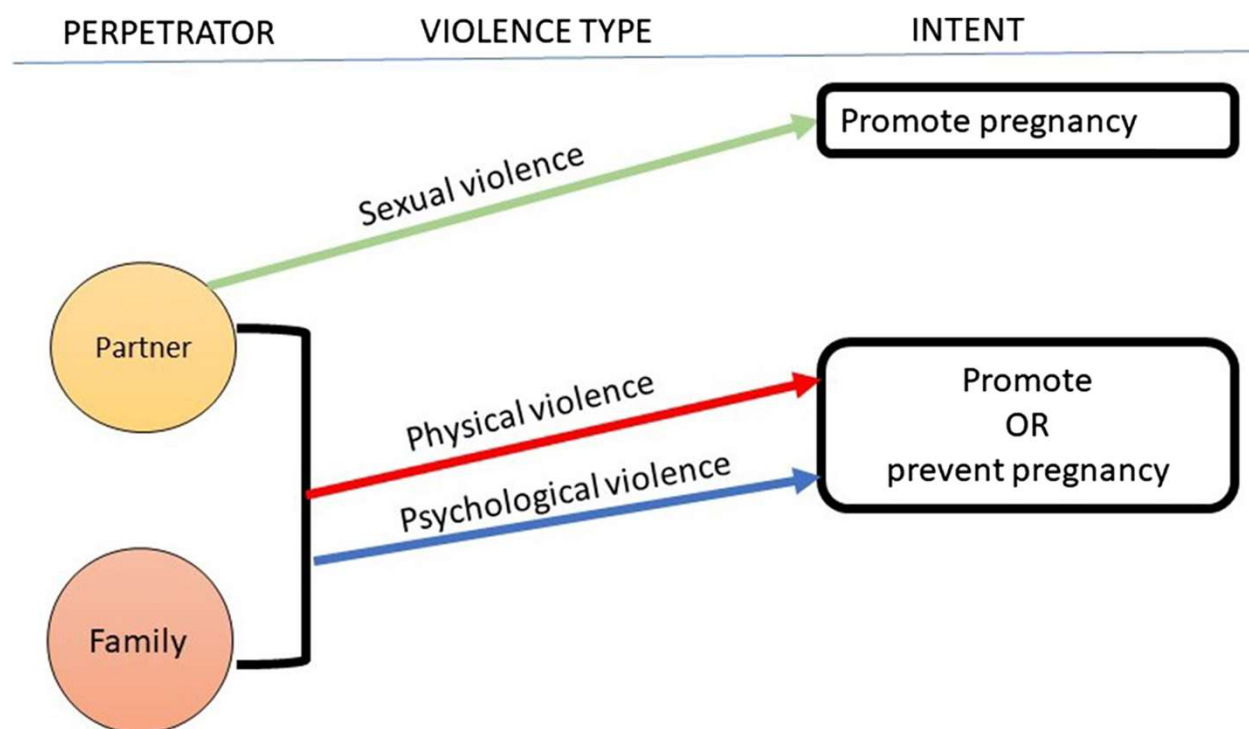 PERPETRATOR VIOLENCE TYPE INTENT
Promote pregnancy
Sexual violence
Partner
Physical violence
Promote
OR
prevent pregnancy
Psychological violence
Family